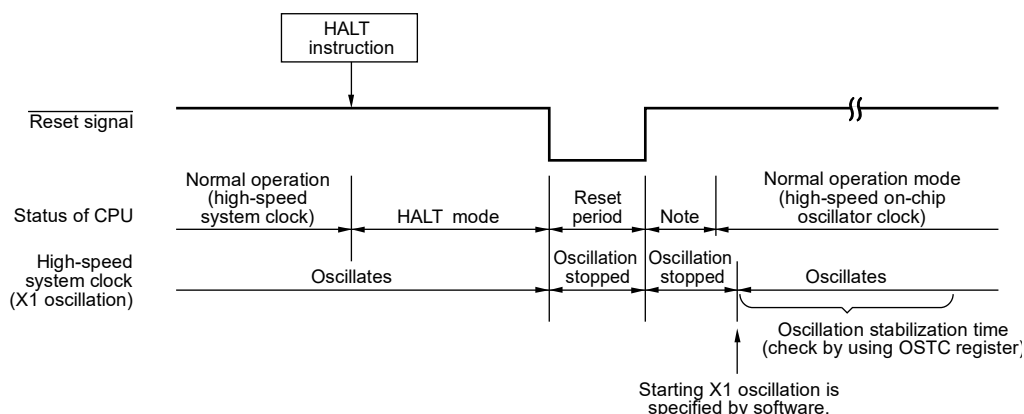 HALT
instruction
Reset signal
Normal operation
(high-speed
system clock)
Reset
period
Normal operation mode
(high-speed on-chip
oscillator clock)
Status of CPU
HALT mode
Note
High-speed
system clock
(X1 oscillation)
Oscillates
Oscillation
stopped
Oscillation
stopped
Oscillates
Oscillation stabilization time
(check by using OSTC register)
Starting X1 oscillation is
specified by software.